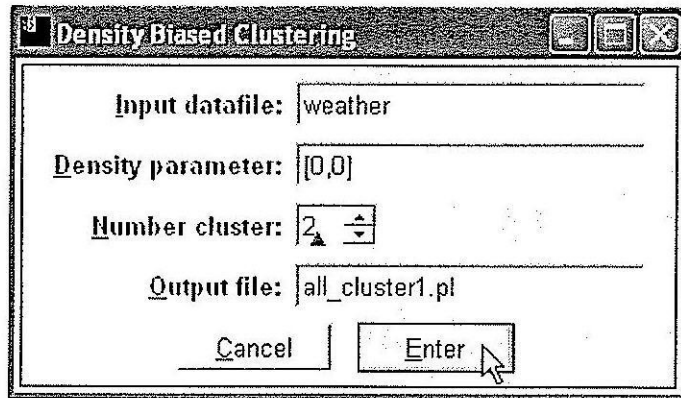 Density Biased Clustering
Input datafile: weather
Density parameter: [0,0]
Number cluster: 2
Output file: all_cluster1.pl
Cancel Enter